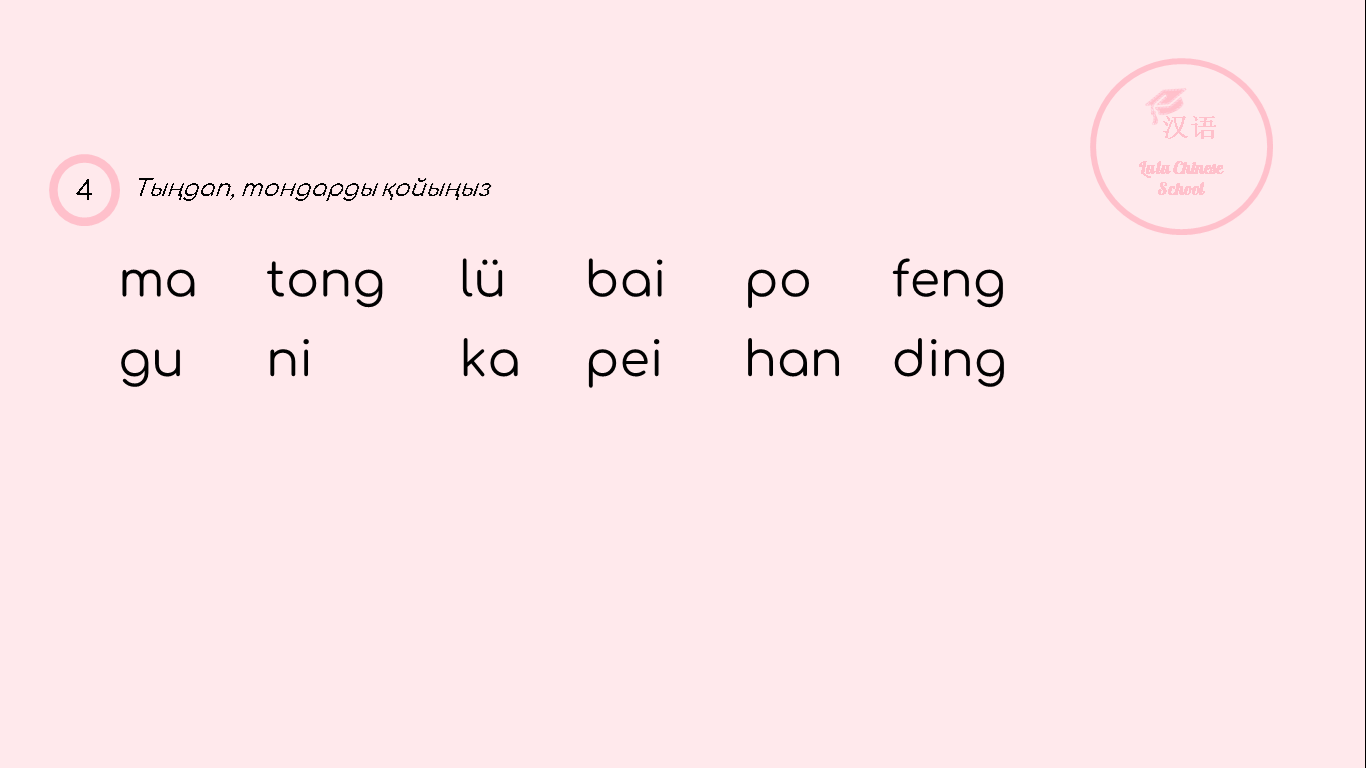 汉语
Lulu Chinese
School
4 Тыңдап, тондарды қойыңыз
ma tong lü bai po feng
gu ni ka pei han ding